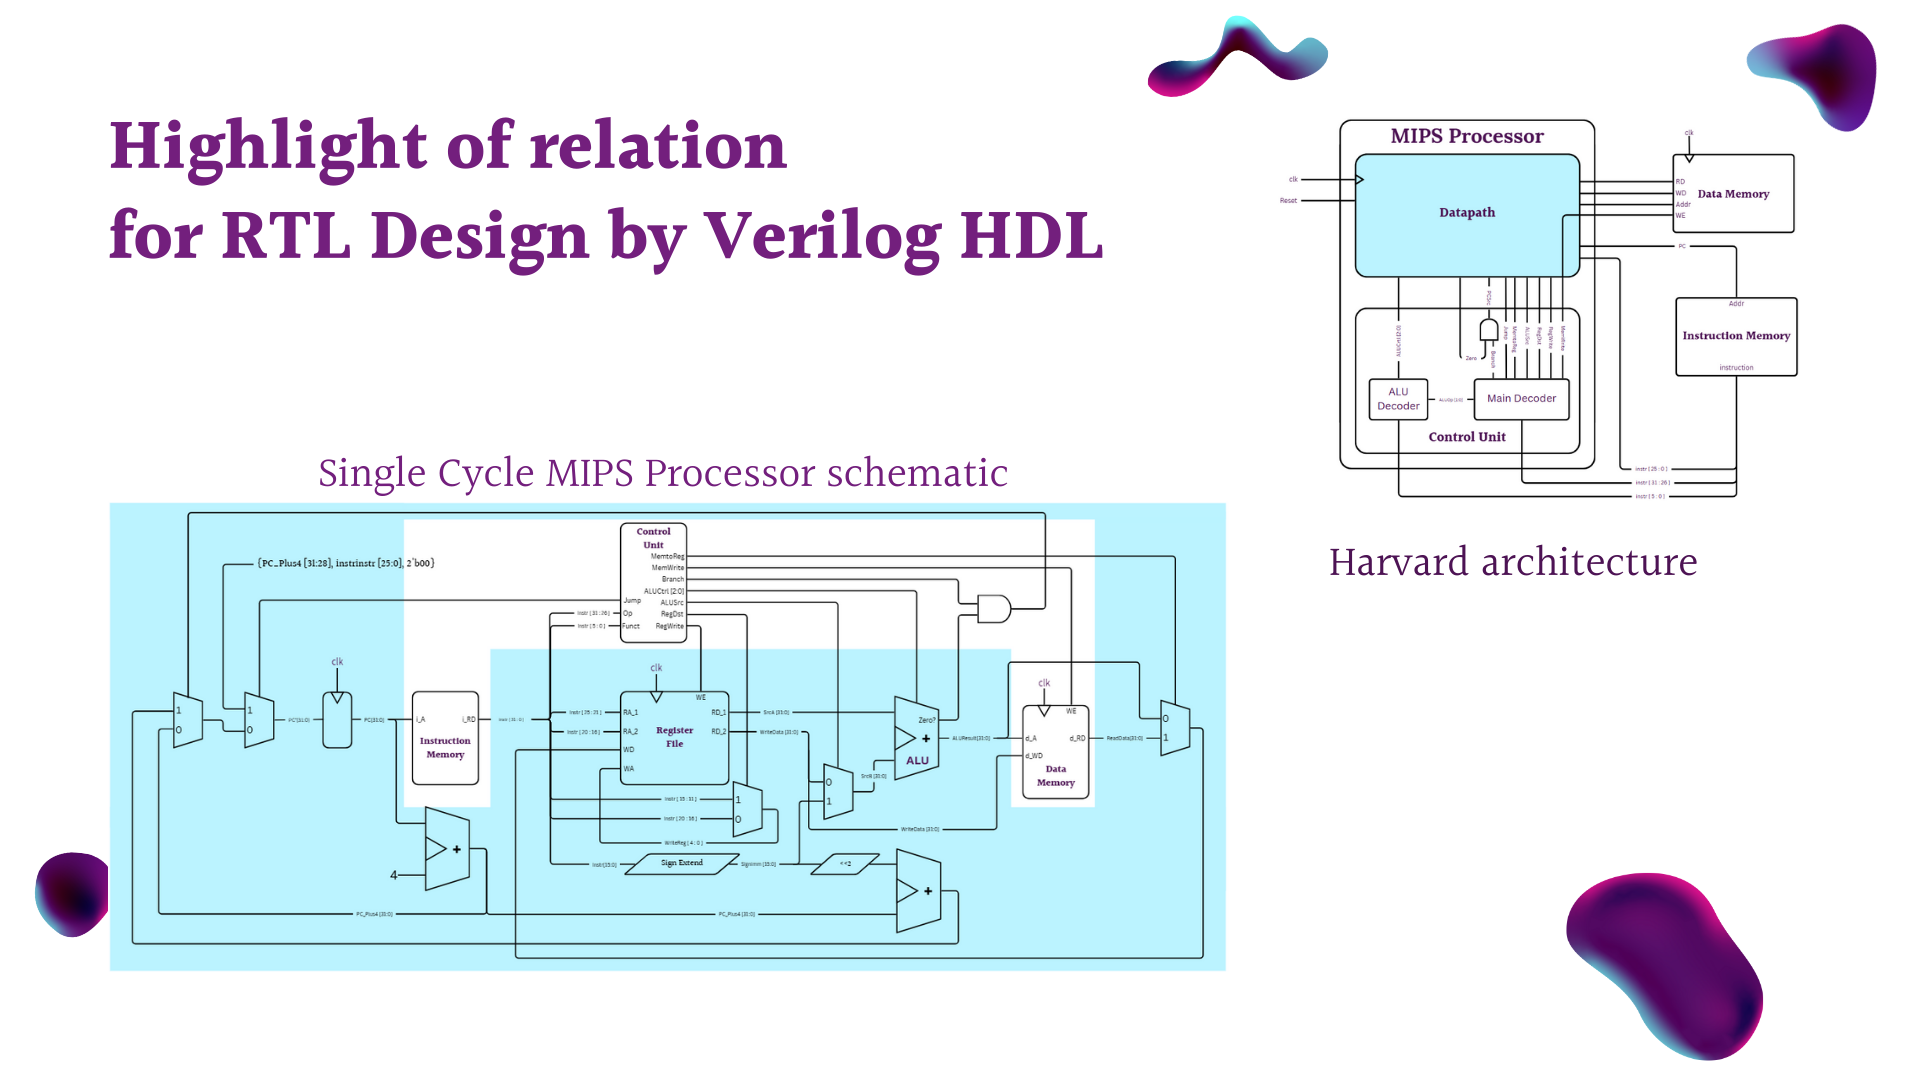 Highlight of relation
for RTL Design by Verilog HDL
MIPS Processor
clk
Reset
Datapath
clk
RD
WD
Addr
WE
Data Memory
PC
Addr
Instruction Memory
instruction
PCSrc
Zero
Branch
Jump
MemtoReg
ALUSrc
RegDst
RegWrite
MemWrite
ALU
Decoder
ALUOp [1:0]
Main Decoder
Control Unit
instr [ 25 : 0 ]
instr [ 31 : 26 ]
instr [ 5 : 0 ]
Harvard architecture
Single Cycle MIPS Processor schematic
Control
Unit
MemtoReg
MemWrite
Branch
ALUCtrl [2:0]
ALUSrc
RegDst
RegWrite
Jump
Op
Funct
{PC_Plus4 [31:28], instrinstr [25:0], 2'b00}
Instr [ 31 : 26 ]
Instr [ 5 : 0 ]
clk
clk
clk
1
0
1
0
PC'[31:0]
PC[31:0]
i_A
i_RD
Instruction
Memory
Instr [ 31 : 0 ]
Instr [ 25 : 21 ]
Instr [ 20 : 16 ]
WE
RA_1
RA_2
WD
WA
RD_1
RD_2
Register
File
SrcA [31:0]
WriteData [31:0]
Zero?
+
ALU
SrcA [31:0]
ALUResult[31:0]
WE
d_A
d_WD
d_RD
Data
Memory
ReadData[31:0]
0
1
0
1
1
0
Instr [ 15 : 11 ]
Instr [ 20 : 16 ]
WriteReg [ 4 : 0 ]
WriteData [31:0]
Instr[15:0]
Sign Extend
SignImm [31:0]
<<2
+
4
+
PC_Plus4 [31:0]
PC_Plus4 [31:0]